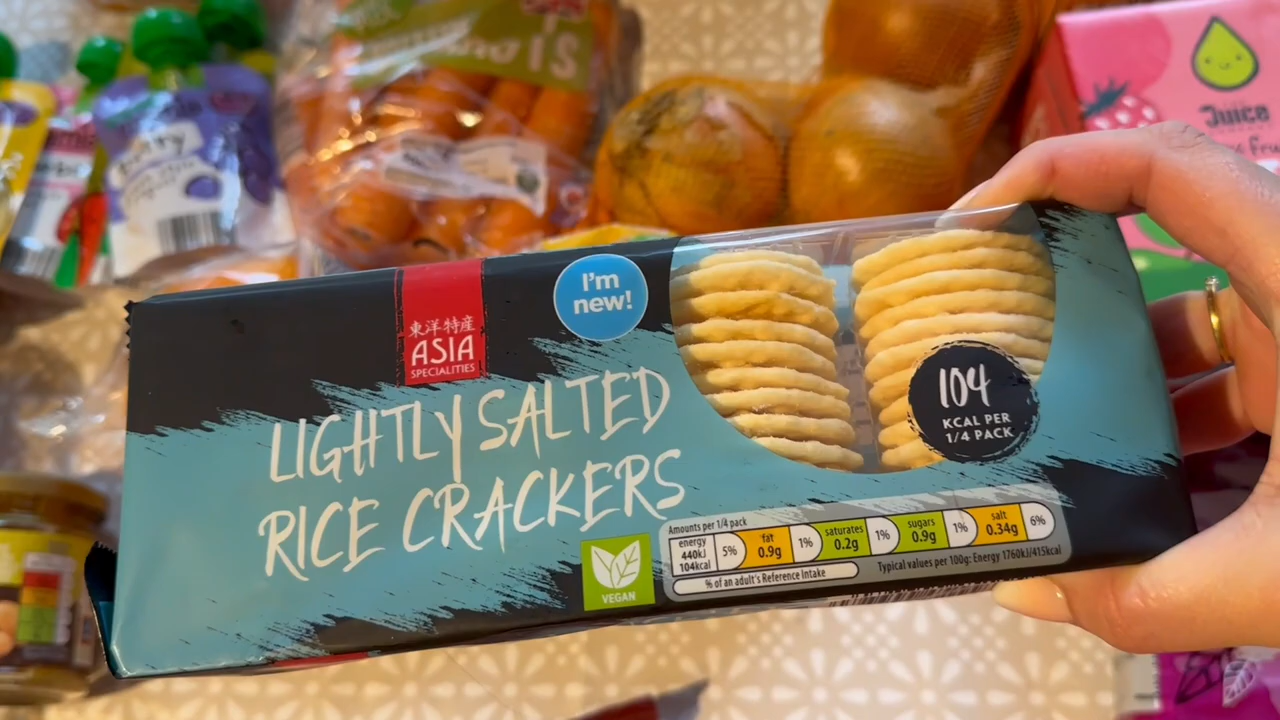 Juice
I'm
new!
東洋特産
ASIA
SPECIALITIES
LIGHTLY SALTED
RICE CRACKERS
104
KCAL PER
1/4 PACK
VEGAN
Amounts per 1/4 pack
energy
440kJ
104kcal
5%
fat
0.9g
1%
saturates
0.2g
1%
sugars
0.9g
1%
salt
0.34g
6%
% of an adult's Reference Intake
Typical values per 100g: Energy 1760kJ/415kcal